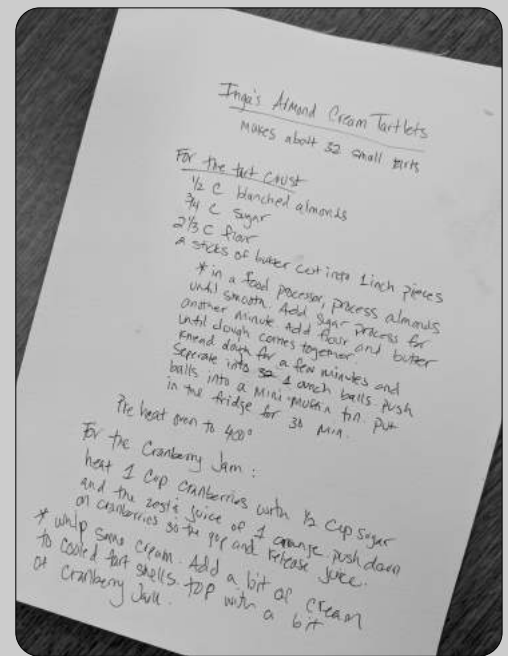 Inga's Almond Cream Tartlets
Makes about 32 small tarts
For the tart crust
1/2 C blanched almonds
3/4 C sugar
2 1/3 C flour
2 sticks of butter cut into 1 inch pieces
* in a food processor, process almonds
until smooth. Add sugar process for
another minute. Add flour and butter
until dough comes together.
Knead dough for a few minutes and
seperate into 1 inch balls. Push
balls into a mini-muffin tin. Put
in the fridge for 30 min.
Pre heat oven to 400°
For the Cranberry Jam:
heat 1 cup cranberries with 1/2 cup sugar
and the zest & juice of 1 orange. push down
on cranberries so the pop and release juice.
* whip some cream. Add a bit of cream
to cooled tart shells. top with a bit
of cranberry jam.